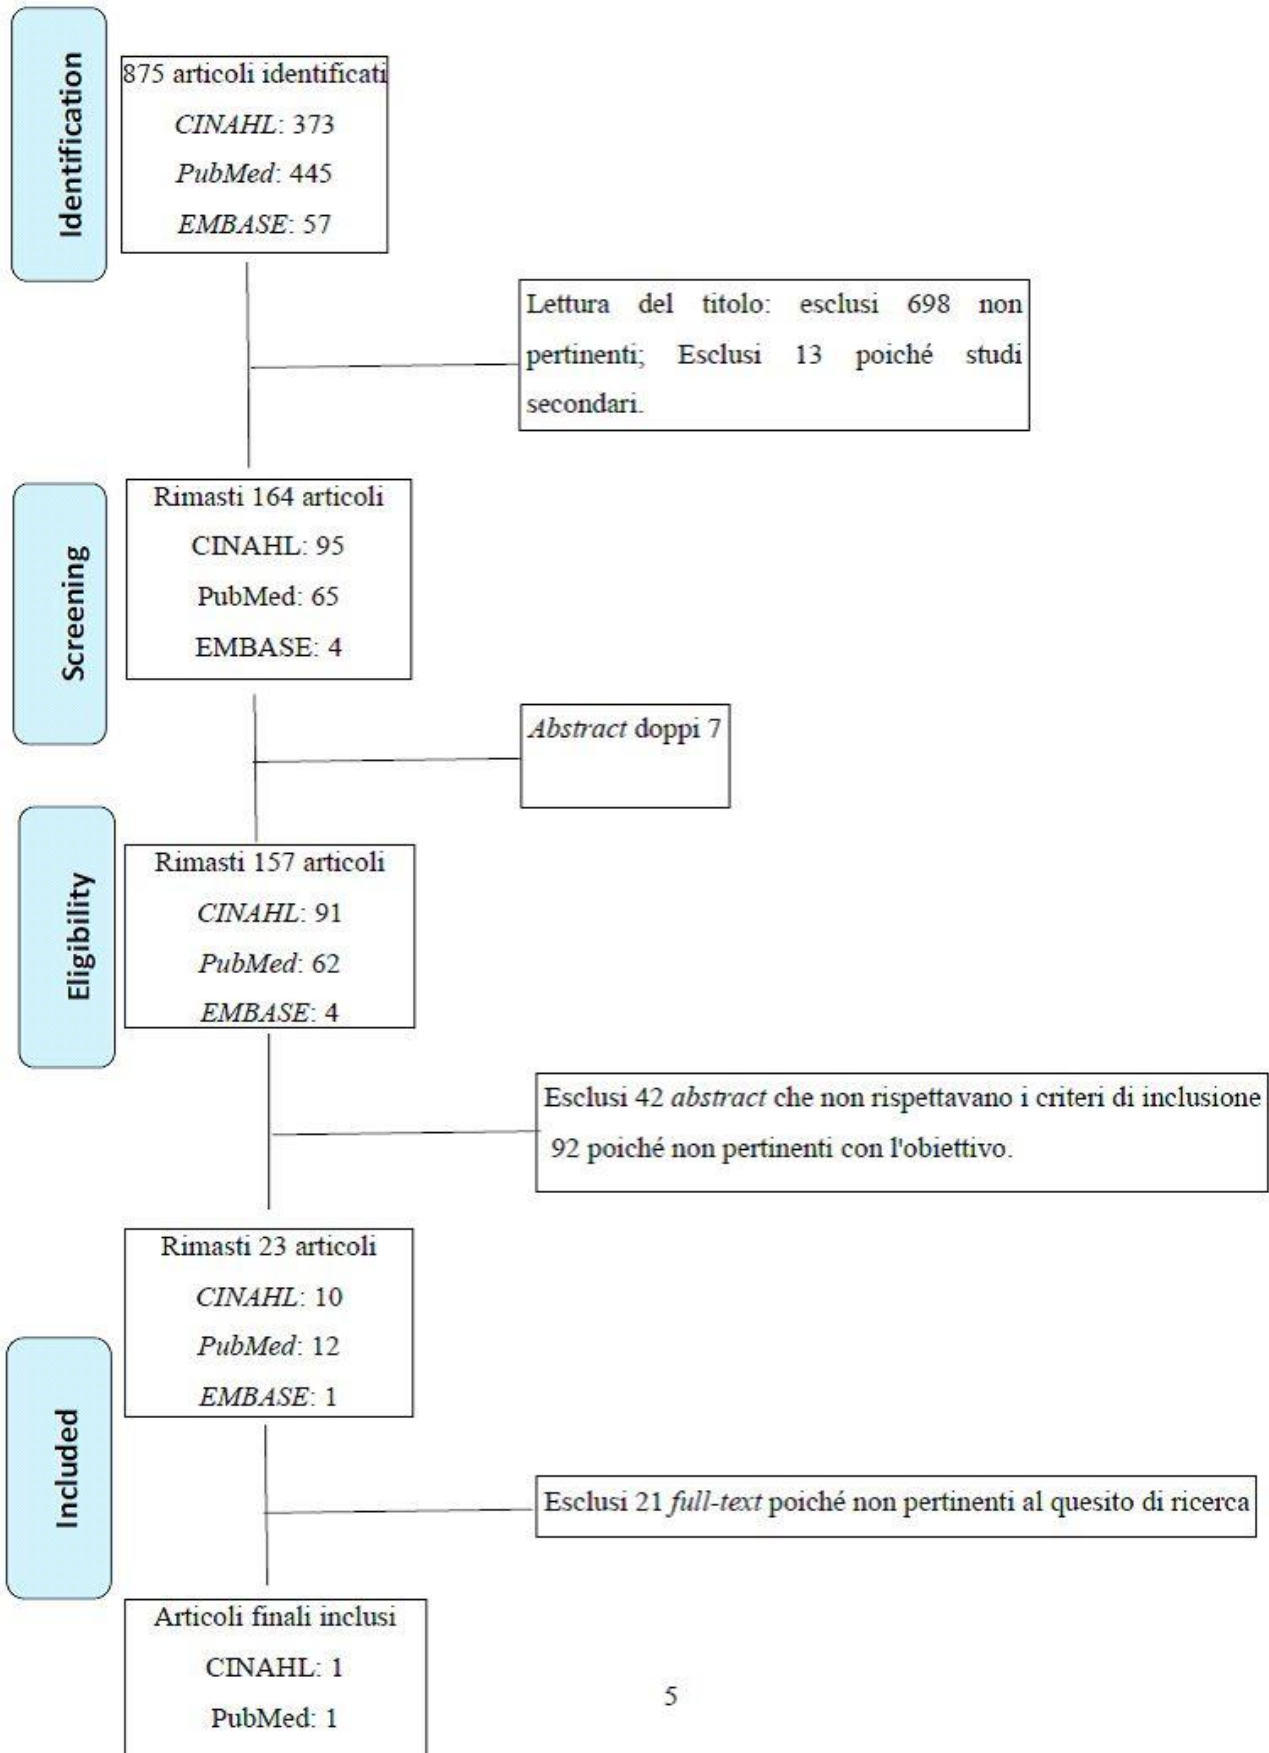 Identification
875 articoli identificati
CINAHL: 373
PubMed: 445
EMBASE: 57
Lettura del titolo: esclusi 698 non
pertinenti; Esclusi 13 poiché studi
secondari.
Screening
Rimasti 164 articoli
CINAHL: 95
PubMed: 65
EMBASE: 4
Abstract doppi 7
Eligibility
Rimasti 157 articoli
CINAHL: 91
PubMed: 62
EMBASE: 4
Esclusi 42 abstract che non rispettavano i criteri di inclusione
92 poiché non pertinenti con l'obiettivo.
Rimasti 23 articoli
CINAHL: 10
PubMed: 12
EMBASE: 1
Included
Esclusi 21 full-text poiché non pertinenti al quesito di ricerca
Articoli finali inclusi
CINAHL: 1
PubMed: 1
5